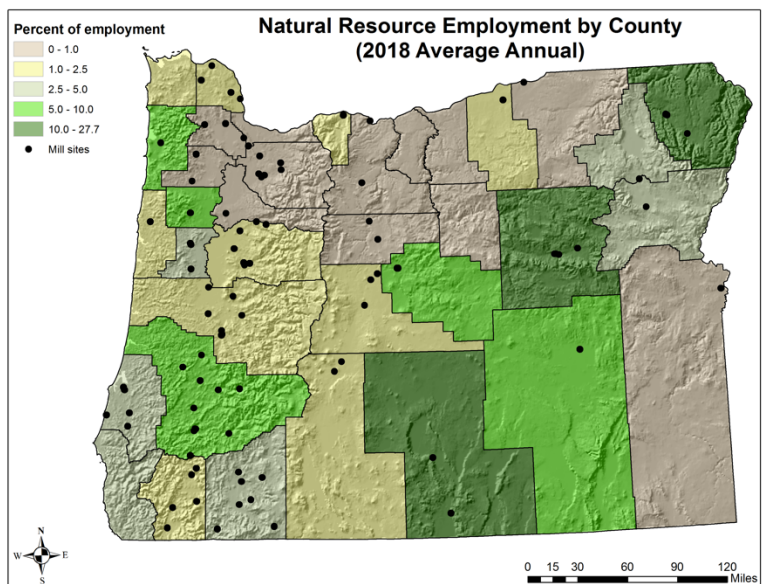 Natural Resource Employment by County
(2018 Average Annual)
Percent of employment
0 - 1.0
1.0 - 2.5
2.5 - 5.0
5.0 - 10.0
10.0 - 27.7
Mill sites
N
W E
S
0 15 30 60 90 120
Miles